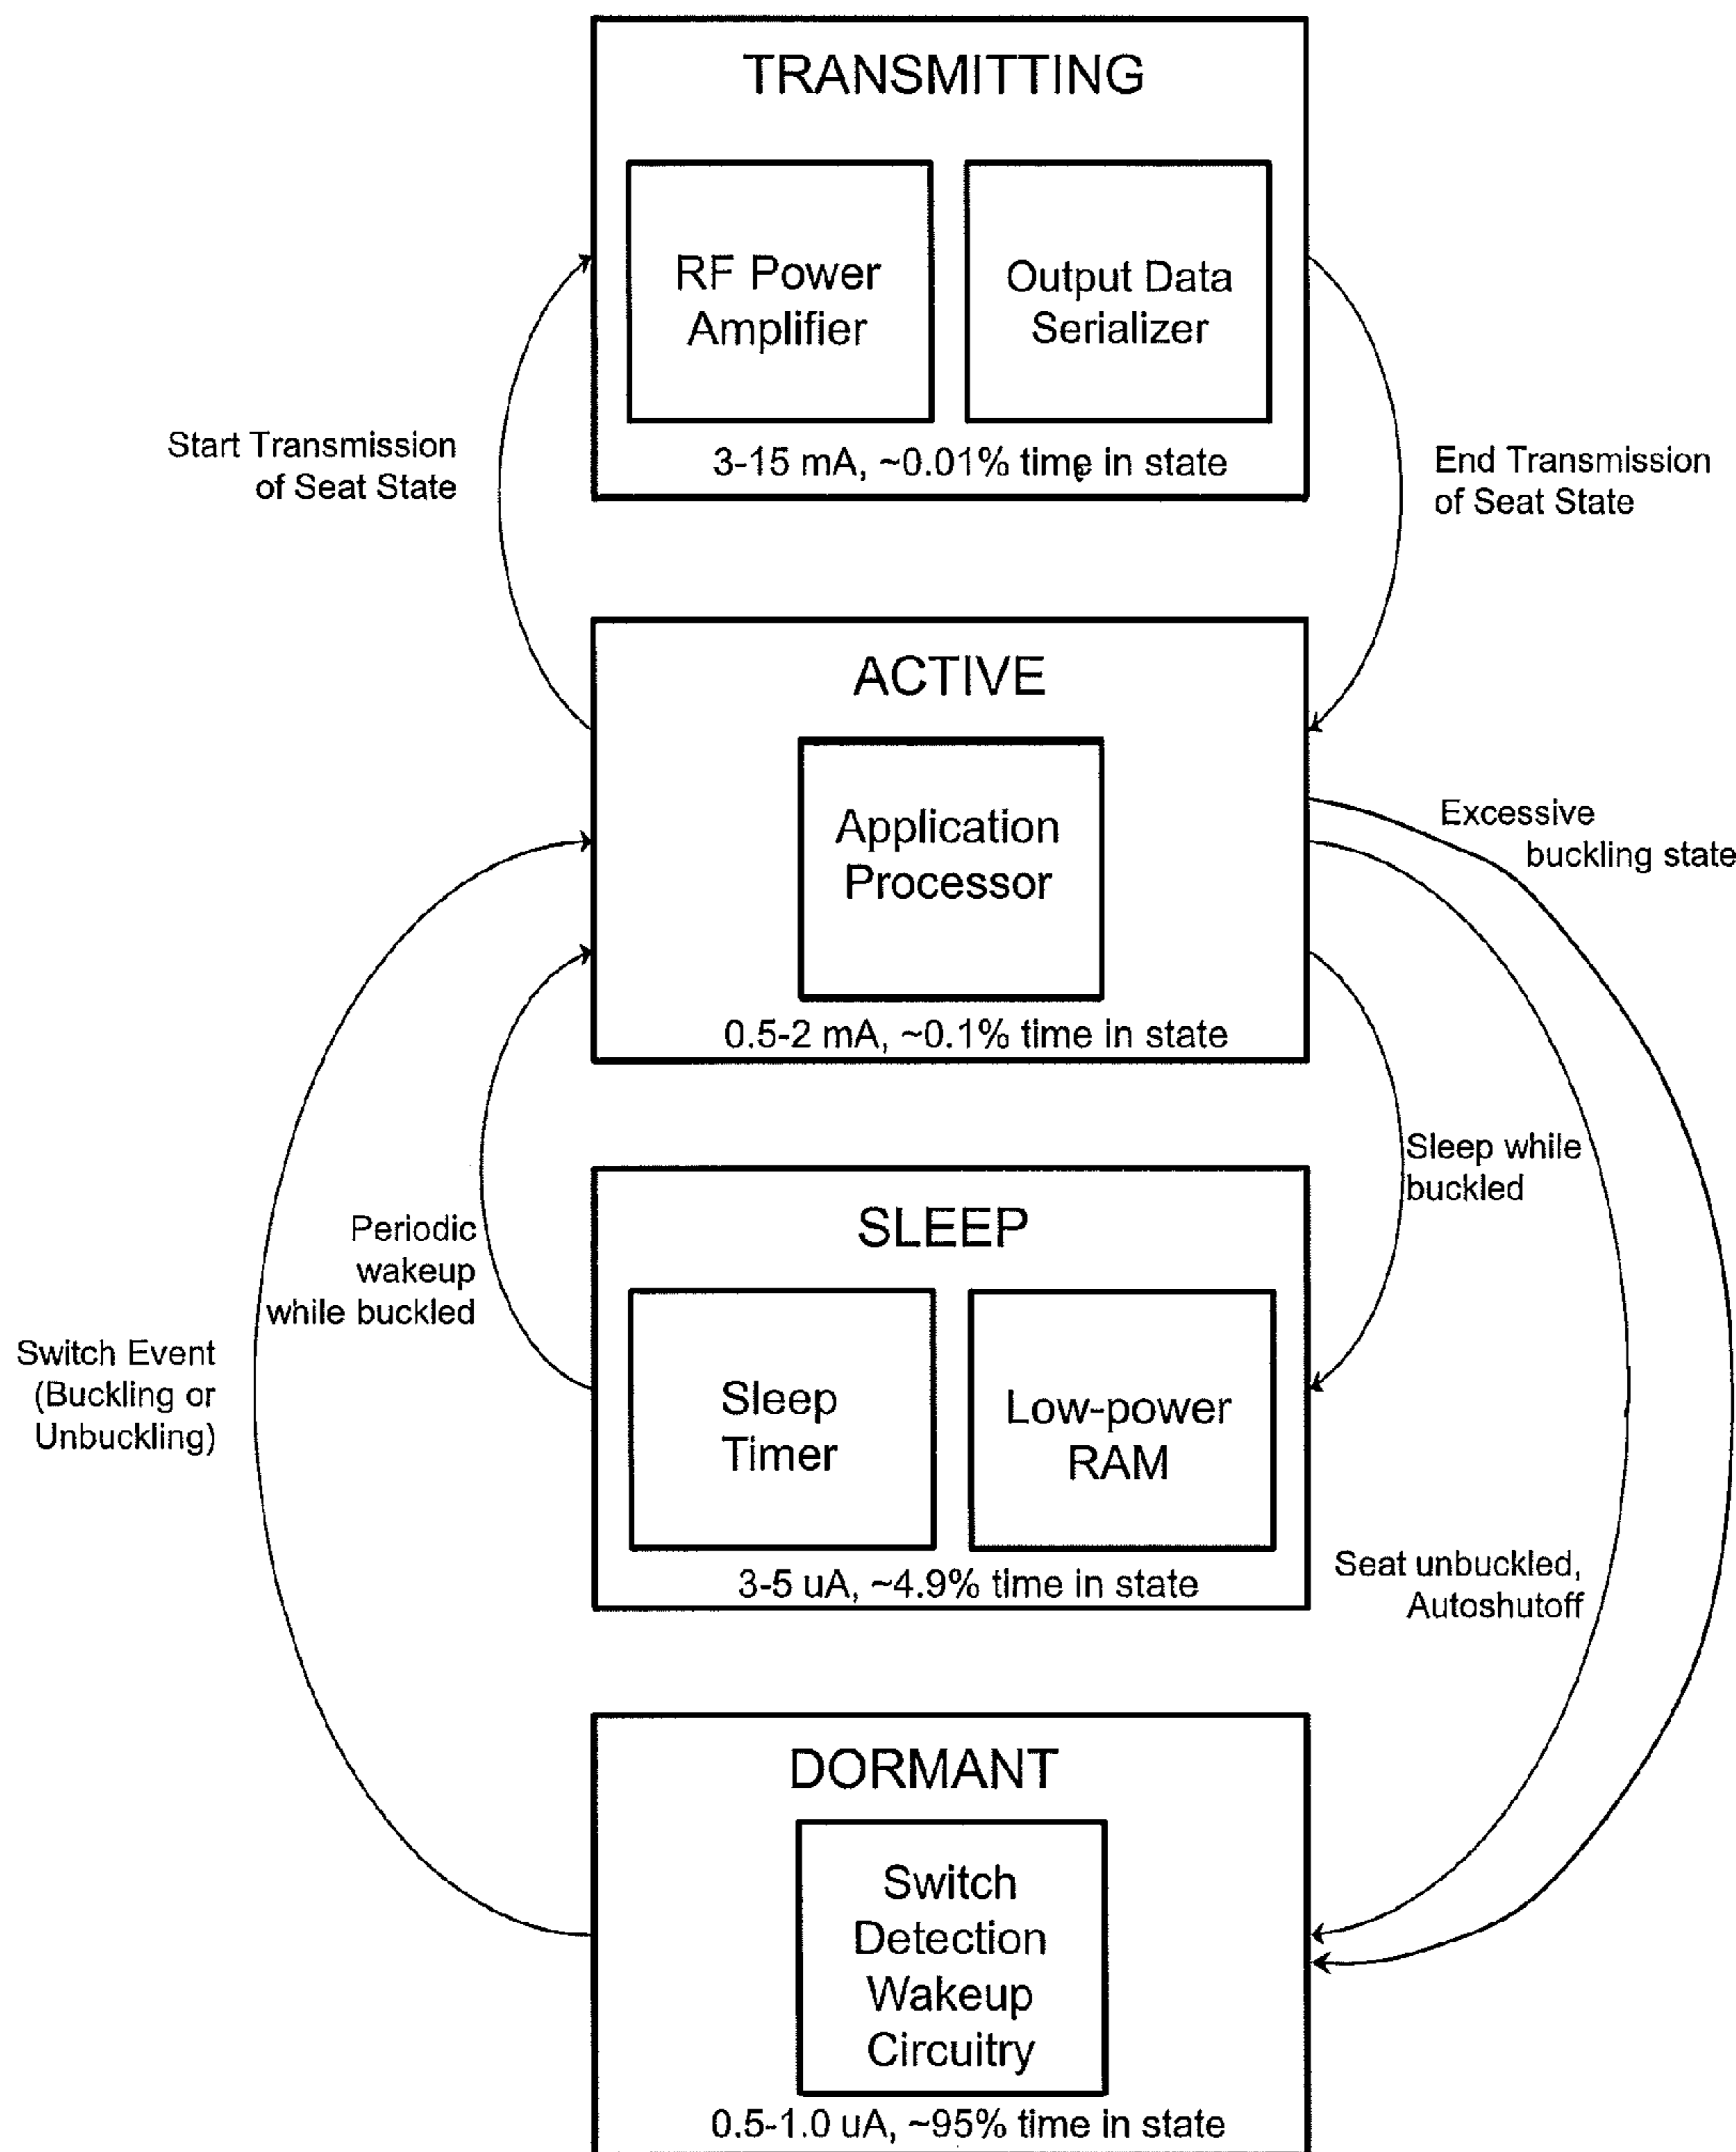 TRANSMITTING
RF Power
Amplifier
Output Data
Serializer
3-15 mA, ~0.01% time in state
Start Transmission
of Seat State
End Transmission
of Seat State
ACTIVE
Application
Processor
0.5-2 mA, ~0.1% time in state
Excessive
buckling state
Sleep while
buckled
Periodic
wakeup
while buckled
SLEEP
Sleep
Timer
Low-power
RAM
3-5 uA, ~4.9% time in state
Switch Event
(Buckling or
Unbuckling)
Seat unbuckled,
Autoshutoff
DORMANT
Switch
Detection
Wakeup
Circuitry
0.5-1.0 uA, ~95% time in state